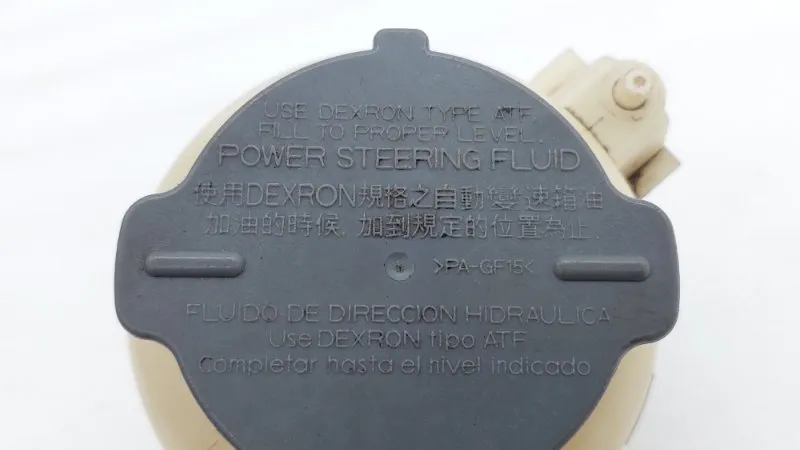 USE DEXRON TYPE ATF
FILL TO PROPER LEVEL.
POWER STEERING FLUID
使用DEXRON規格之自動變速箱油
加油的時候, 加到規定的位置為止
>PA-GF15<
FLUIDO DE DIRECCION HIDRAULICA
Use DEXRON tipo ATF
Completar hasta el nivel indicado